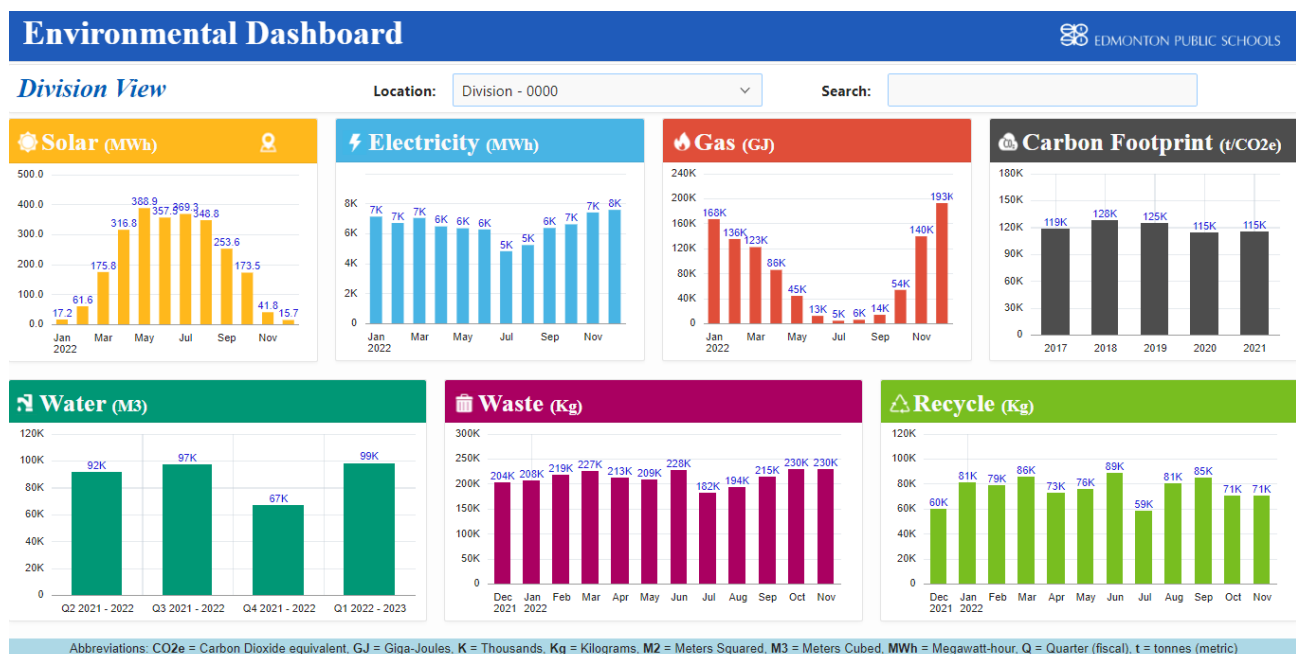 Environmental Dashboard
EDMONTON PUBLIC SCHOOLS
Division View
Location:
Division - 0000
Search:
Solar (MWh)
500.0
400.0
300.0
200.0
100.0
0.0
17.2
61.6
175.8
316.8
388.9
357.5
369.3
348.8
253.6
173.5
41.8
15.7
Jan Mar May Jul Sep Nov
2022
Electricity (MWh)
8K
6K
4K
2K
0
7K
7K
7K
6K
6K
6K
5K
5K
6K
7K
7K
8K
Jan Mar May Jul Sep Nov
2022
Gas (GJ)
240K
200K
160K
120K
80K
40K
0
168K
136K
123K
86K
45K
13K
5K
6K
14K
54K
140K
193K
Jan Mar May Jul Sep Nov
2022
CO2
Carbon Footprint (t/CO2e)
180K
150K
120K
90K
60K
30K
0
119K
128K
125K
115K
115K
2017 2018 2019 2020 2021
Water (M3)
120K
100K
80K
60K
40K
20K
0
92K
97K
67K
99K
Q2 2021 - 2022 Q3 2021 - 2022 Q4 2021 - 2022 Q1 2022 - 2023
Waste (Kg)
300K
250K
200K
150K
100K
50K
0
204K
208K
219K
227K
213K
209K
228K
182K
194K
215K
230K
230K
Dec Jan Feb Mar Apr May Jun Jul Aug Sep Oct Nov
2021 2022
Recycle (Kg)
120K
100K
80K
60K
40K
20K
0
60K
81K
79K
86K
73K
76K
89K
59K
81K
85K
71K
71K
Dec Jan Feb Mar Apr May Jun Jul Aug Sep Oct Nov
2021 2022
Abbreviations: CO2e = Carbon Dioxide equivalent, GJ = Giga-Joules, K = Thousands, Kg = Kilograms, M2 = Meters Squared, M3 = Meters Cubed, MWh = Megawatt-hour, Q = Quarter (fiscal), t = tonnes (metric)